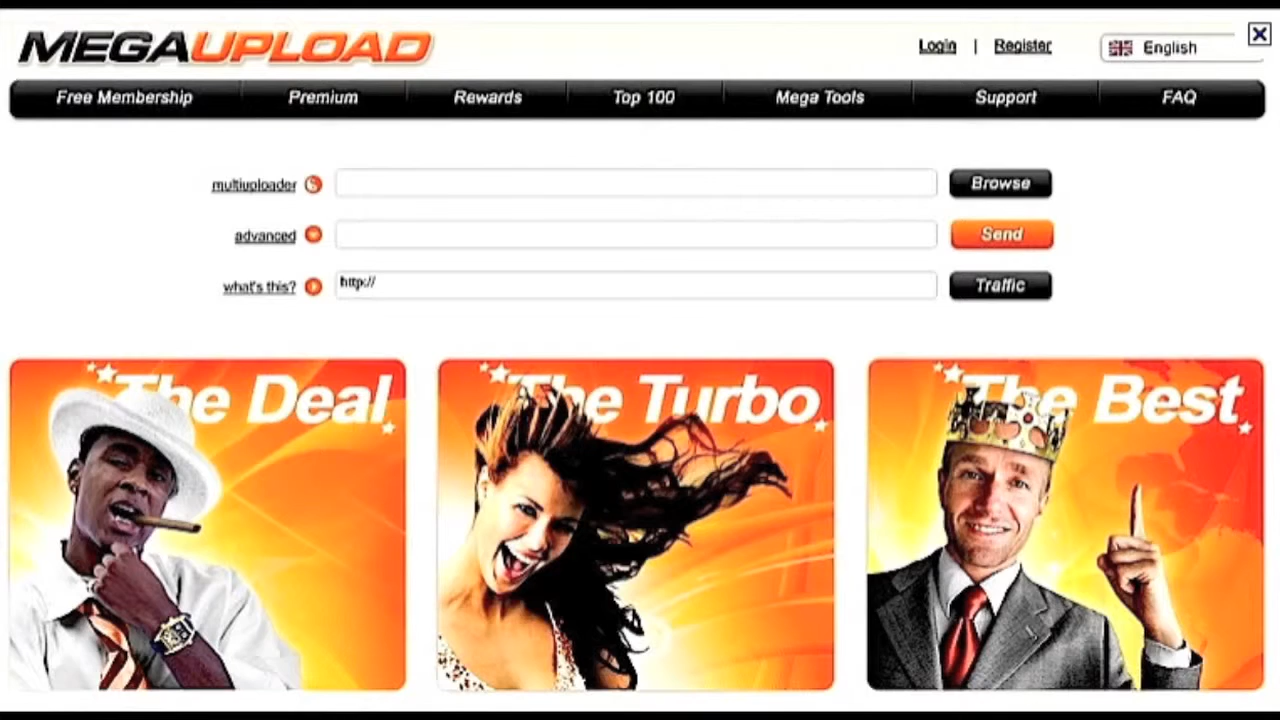 MEGAUPLOAD
Login | Register
English
Free Membership
Premium
Rewards
Top 100
Mega Tools
Support
FAQ
multiuploader
Browse
advanced
Send
what's this?
http://
Traffic
The Deal
The Turbo
The Best